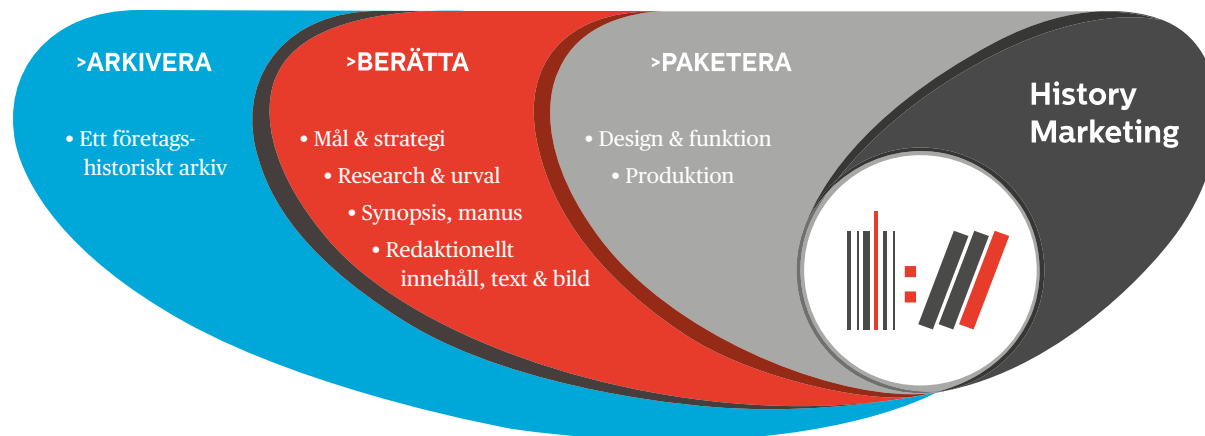 >ARKIVERA
• Ett företags-
historiskt arkiv
>BERÄTTA
• Mål & strategi
• Research & urval
• Synopsis, manus
• Redaktionellt
innehåll, text & bild
>PAKETERA
• Design & funktion
• Produktion
History
Marketing